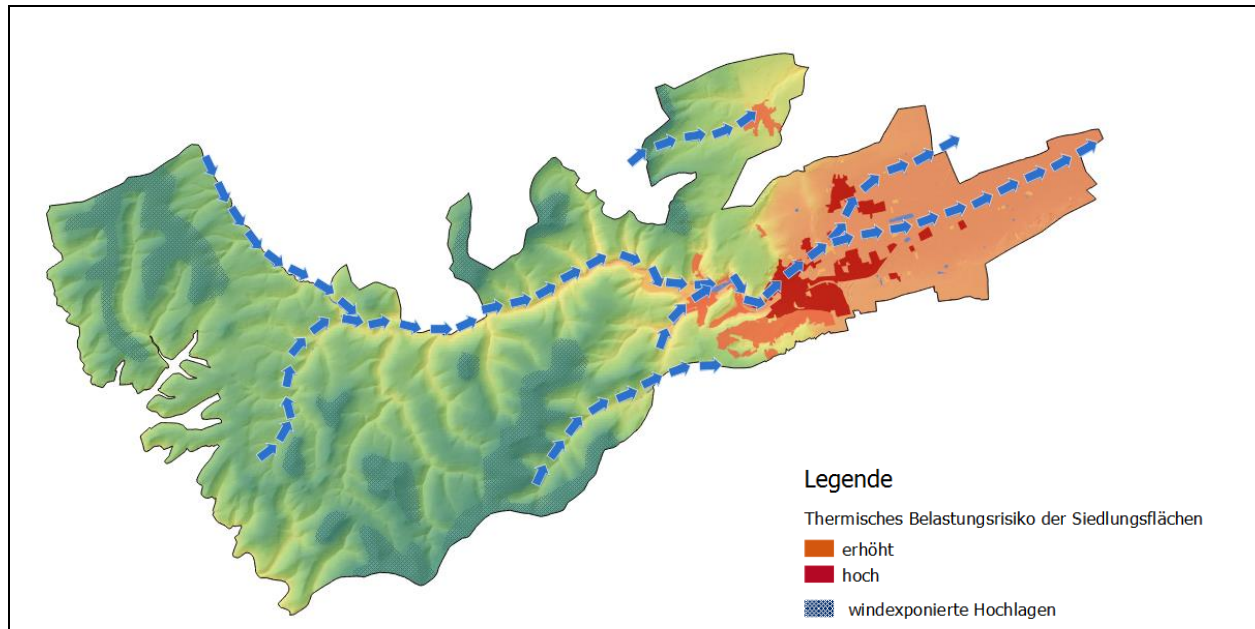 Legende
Thermisches Belastungsrisiko der Siedlungsflächen
erhöht
hoch
windexponierte Hochlagen